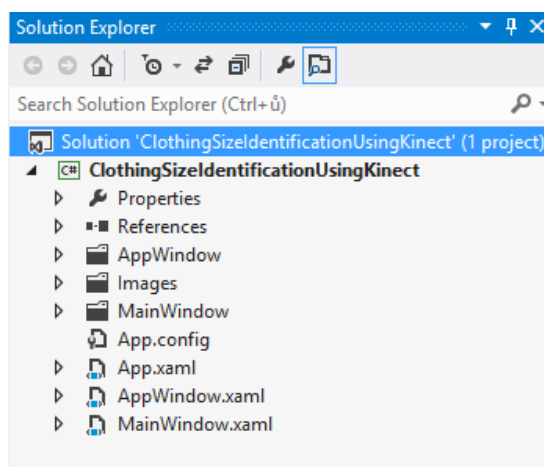 Solution Explorer
Search Solution Explorer (Ctrl+ů)
Solution 'ClothingSizeIdentificationUsingKinect' (1 project)
C# ClothingSizeIdentificationUsingKinect
Properties
References
AppWindow
Images
MainWindow
App.config
App.xaml
AppWindow.xaml
MainWindow.xaml